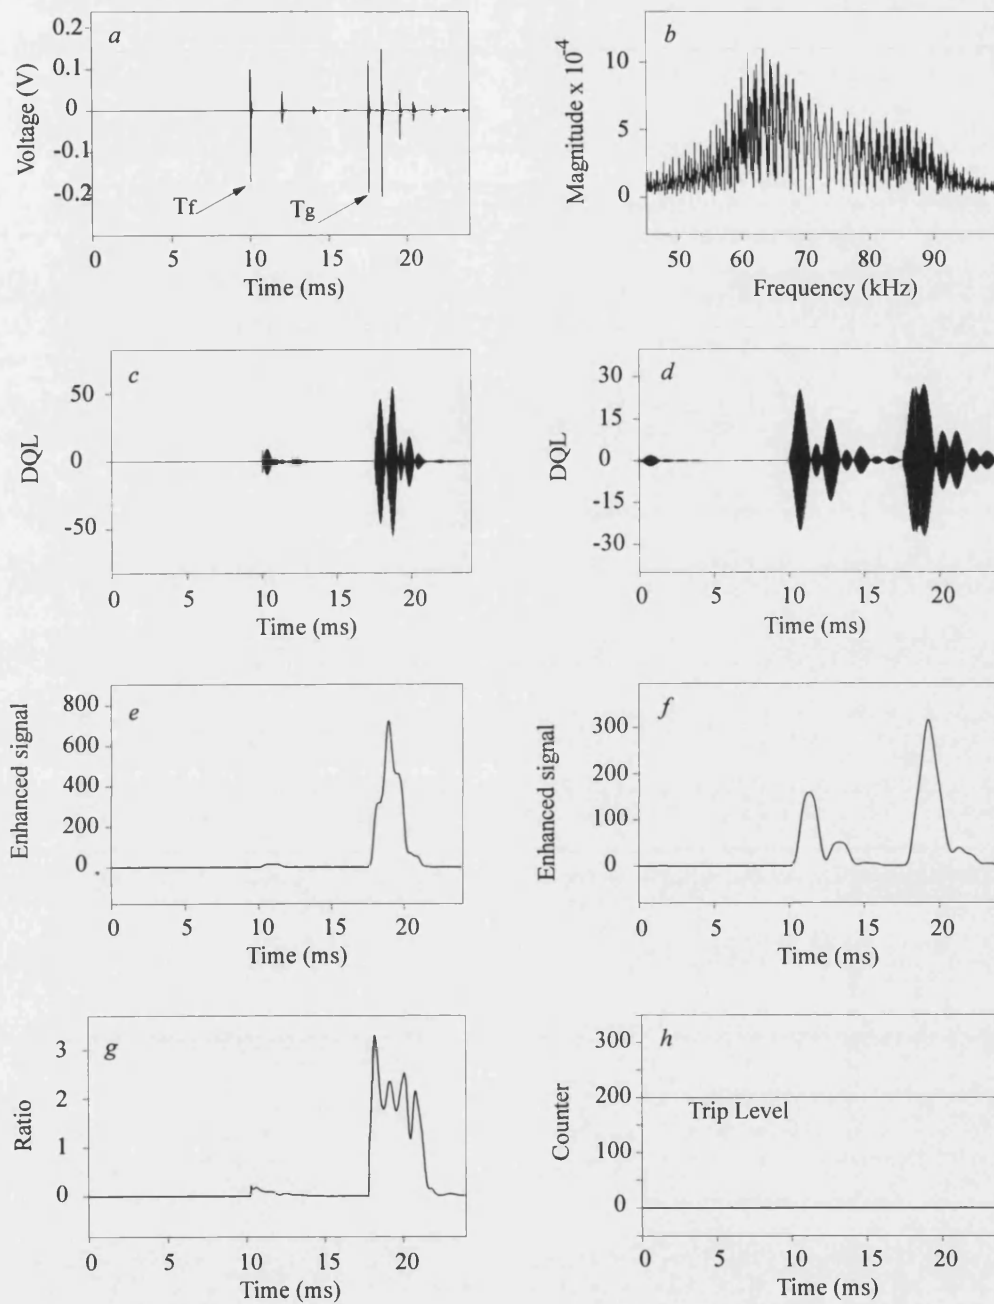 a
Voltage (V)
0.2
0.1
0
-0.1
-0.2
Tf
Tg
0 5 10 15 20
Time (ms)
b
Magnitude x 10-4
10
5
0
50 60 70 80 90
Frequency (kHz)
c
DQL
50
0
-50
0 5 10 15 20
Time (ms)
d
DQL
30
15
0
-15
-30
0 5 10 15 20
Time (ms)
e
Enhanced signal
800
600
400
200
0
0 5 10 15 20
Time (ms)
f
Enhanced signal
300
200
100
0
0 5 10 15 20
Time (ms)
g
Ratio
3
2
1
0
0 5 10 15 20
Time (ms)
h
Counter
300
200
100
0
Trip Level
0 5 10 15 20
Time (ms)